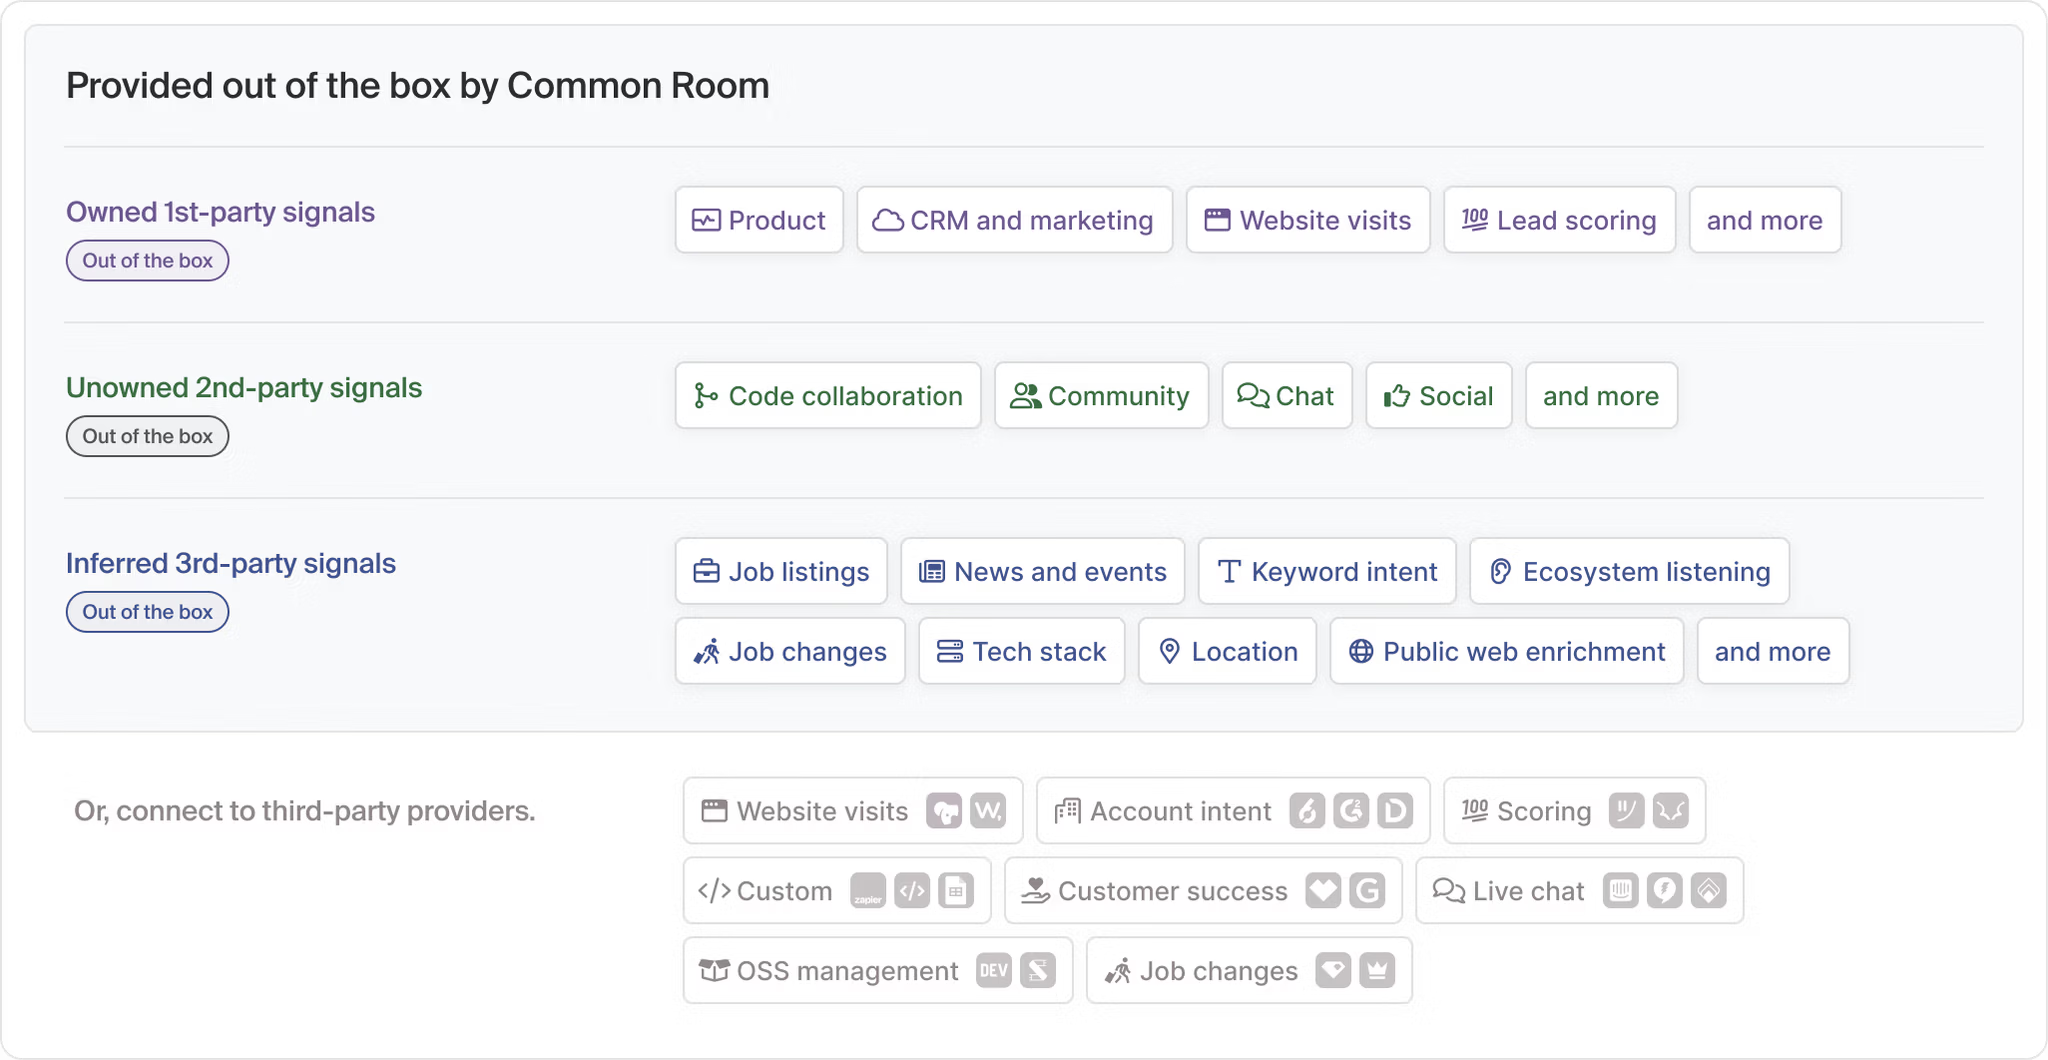 Provided out of the box by Common Room
Owned 1st-party signals
Out of the box
Product
CRM and marketing
Website visits
100 Lead scoring
and more
Unowned 2nd-party signals
Out of the box
Code collaboration
Community
Chat
Social
and more
Inferred 3rd-party signals
Out of the box
Job listings
News and events
Keyword intent
Ecosystem listening
Job changes
Tech stack
Location
Public web enrichment
and more
Or, connect to third-party providers.
Website visits W,
Account intent 6 G2 D
100 Scoring
</> Custom zapier </>
Customer success G
Live chat
OSS management DEV
Job changes